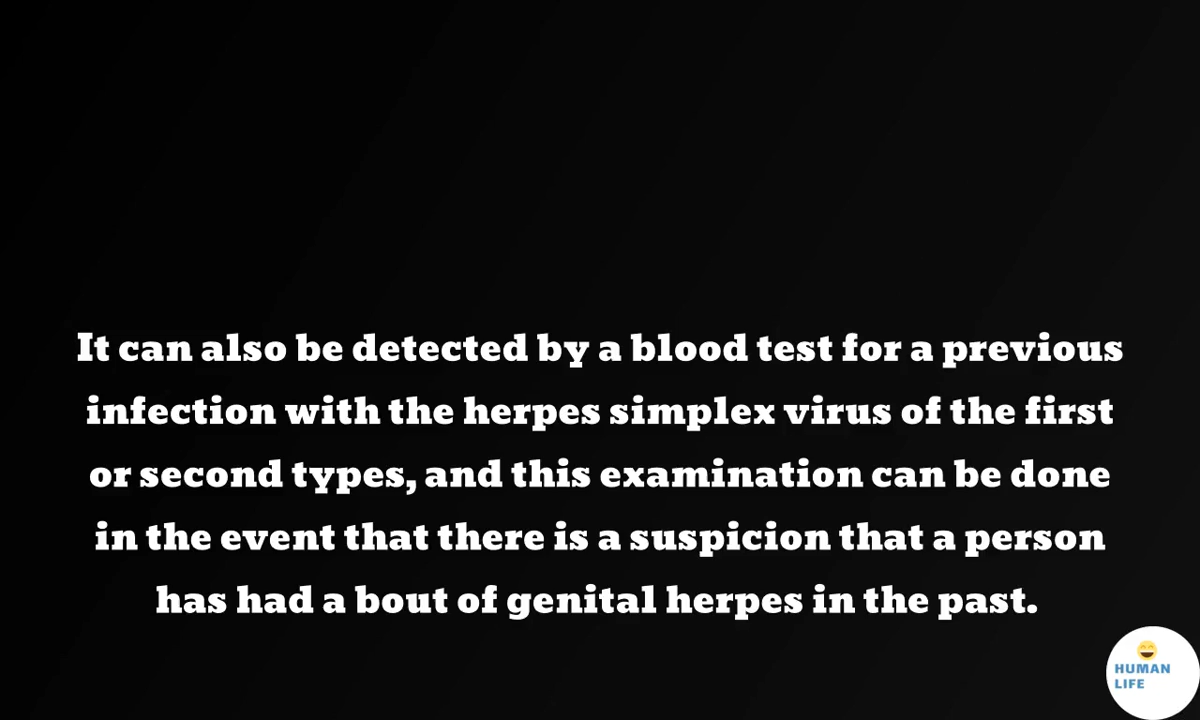 It can also be detected by a blood test for a previous
infection with the herpes simplex virus of the first
or second types, and this examination can be done
in the event that there is a suspicion that a person
has had a bout of genital herpes in the past.
HUMAN
LIFE